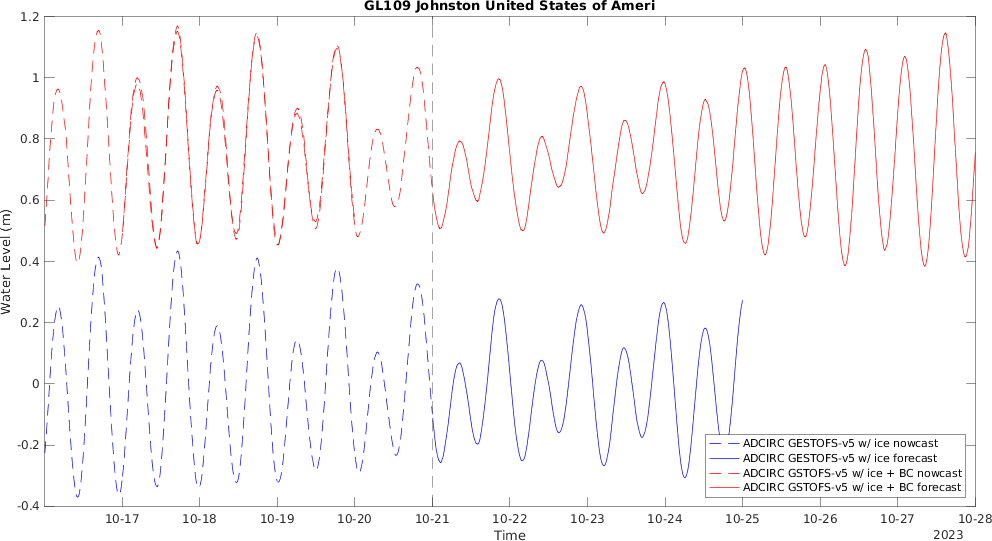 GL109 Johnston United States of Ameri
1.2
1
0.8
0.6
0.4
0.2
0
-0.2
-0.4
Water Level (m)
ADCIRC GESTOFS-v5 w/ ice nowcast
ADCIRC GESTOFS-v5 w/ ice forecast
ADCIRC GSTOFS-v5 w/ ice + BC nowcast
ADCIRC GSTOFS-v5 w/ ice + BC forecast
10-17 10-18 10-19 10-20 10-21 10-22 10-23 10-24 10-25 10-26 10-27 10-28
Time
2023